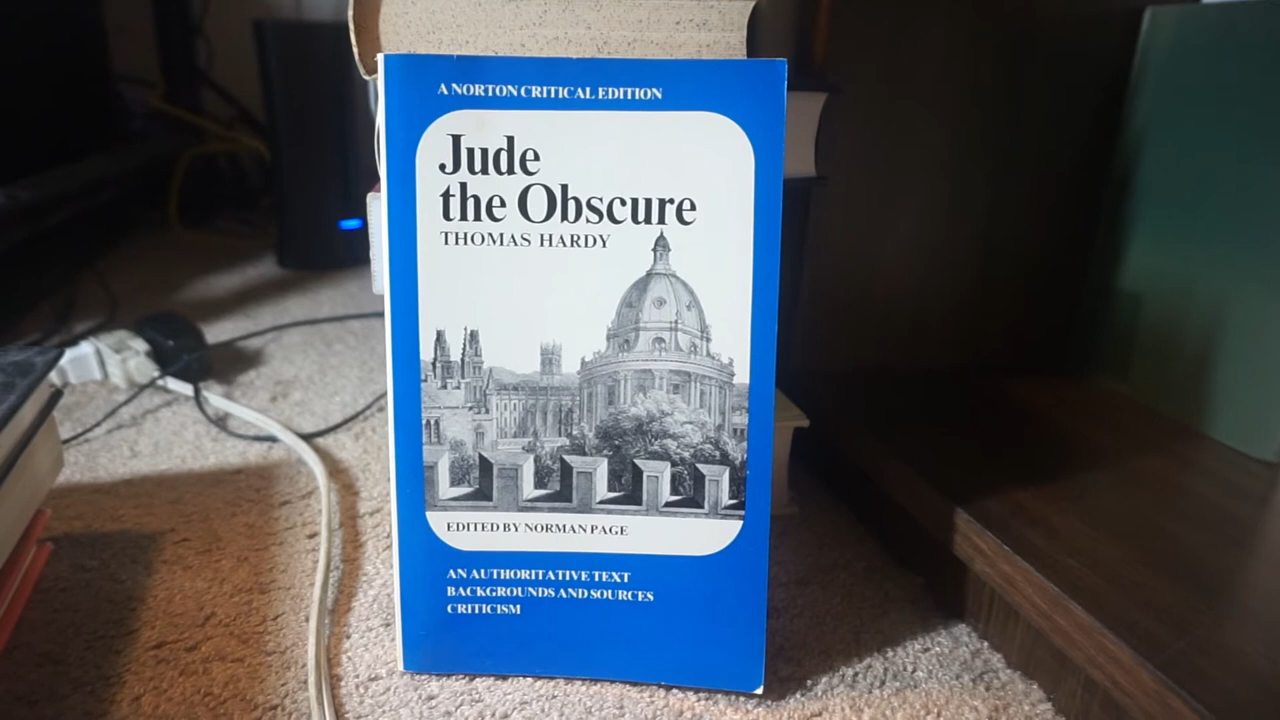 A NORTON CRITICAL EDITION
Jude
the Obscure
THOMAS HARDY
EDITED BY NORMAN PAGE
AN AUTHORITATIVE TEXT
BACKGROUNDS AND SOURCES
CRITICISM